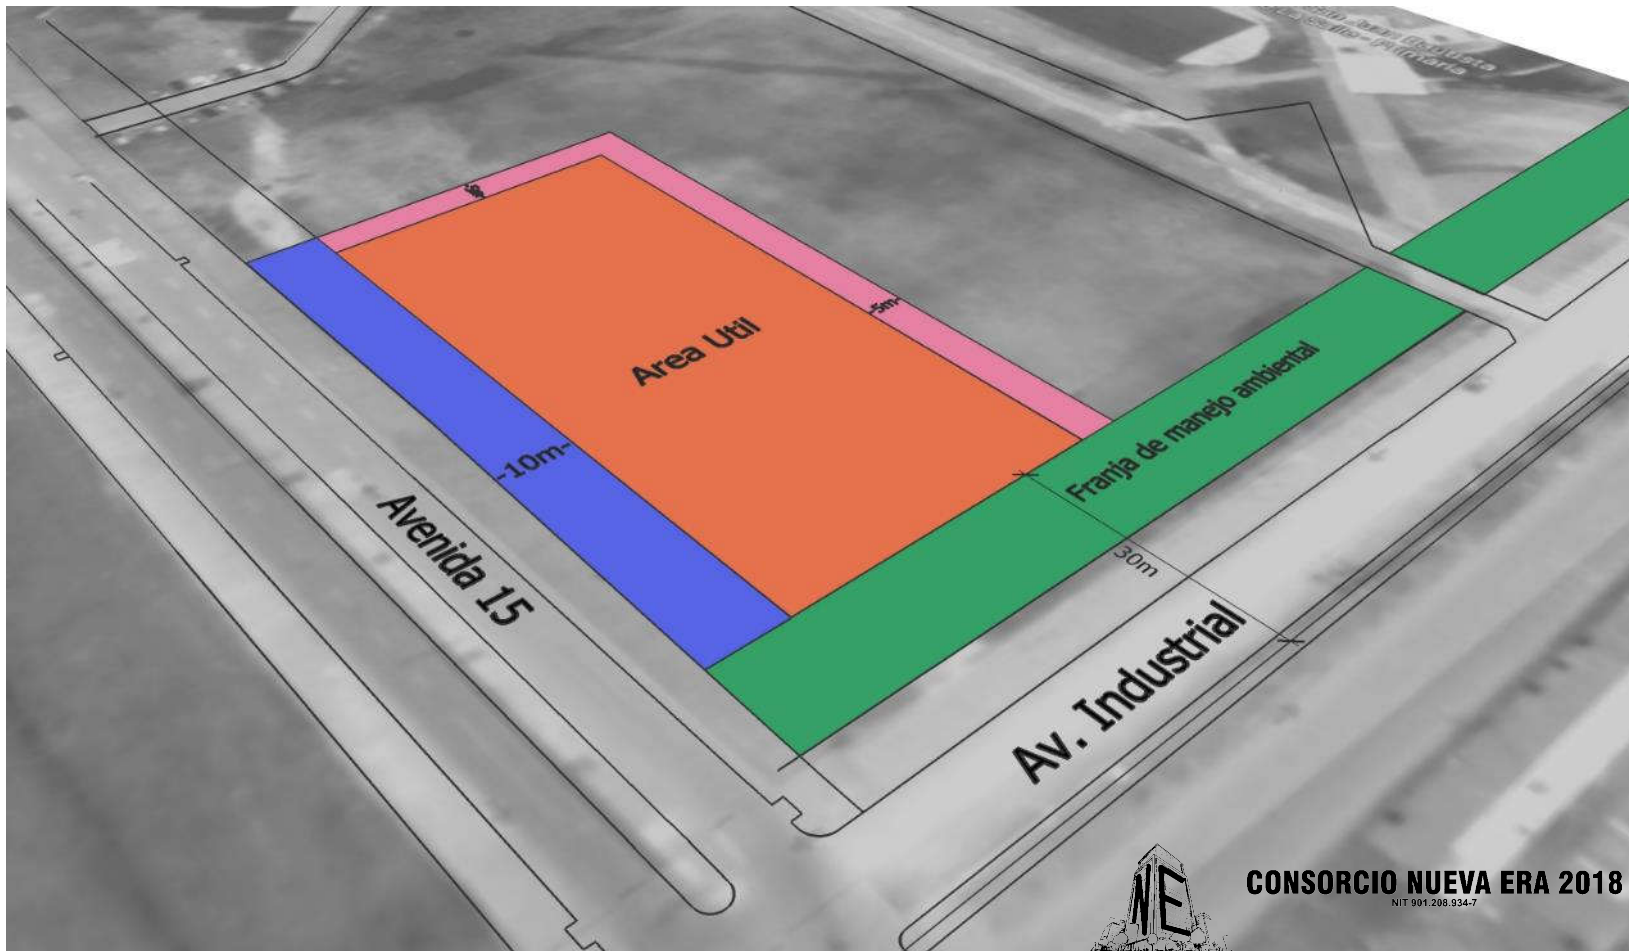 -5m-
Area Util
-10m-
Franja de manejo ambiental
30m
Avenida 15
Av. Industrial
NE
CONSORCIO NUEVA ERA 2018
NIT 901.208.934-7